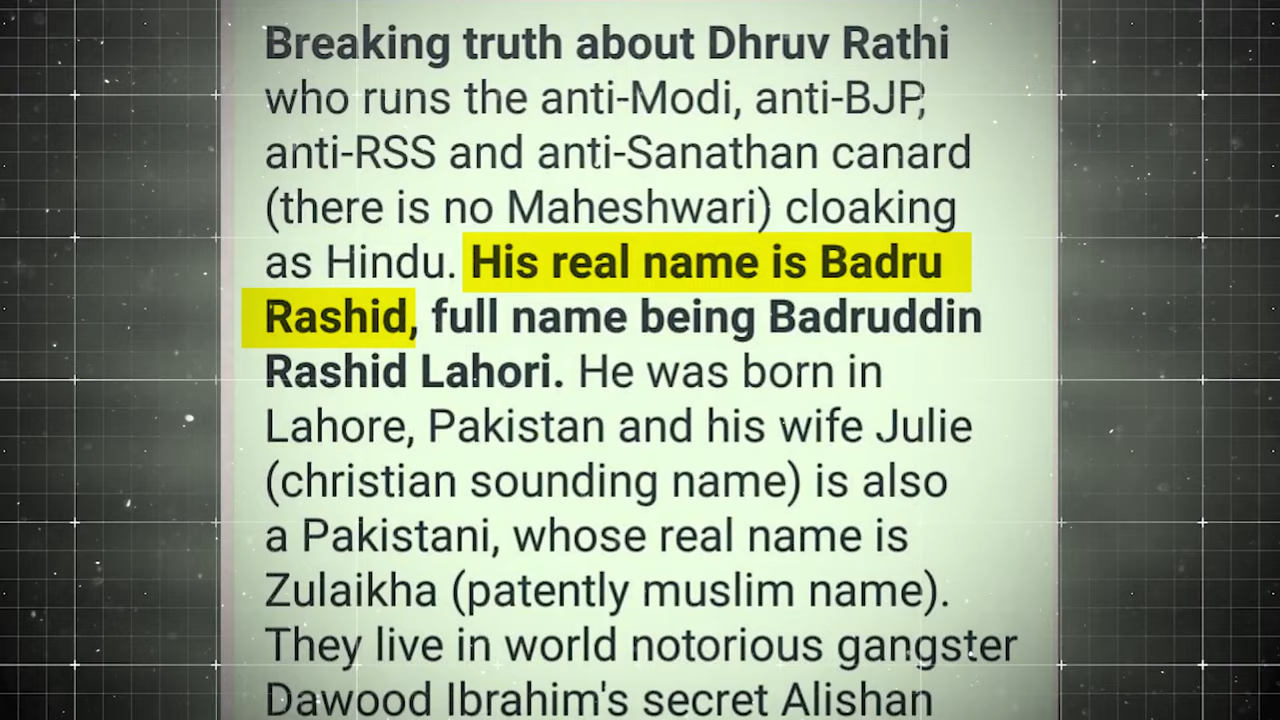 Breaking truth about Dhruv Rathi
who runs the anti-Modi, anti-BJP,
anti-RSS and anti-Sanathan canard
(there is no Maheshwari) cloaking
as Hindu. His real name is Badru
Rashid, full name being Badruddin
Rashid Lahori. He was born in
Lahore, Pakistan and his wife Julie
(christian sounding name) is also
a Pakistani, whose real name is
Zulaikha (patently muslim name).
They live in world notorious gangster
Dawood Ibrahim's secret Alishan